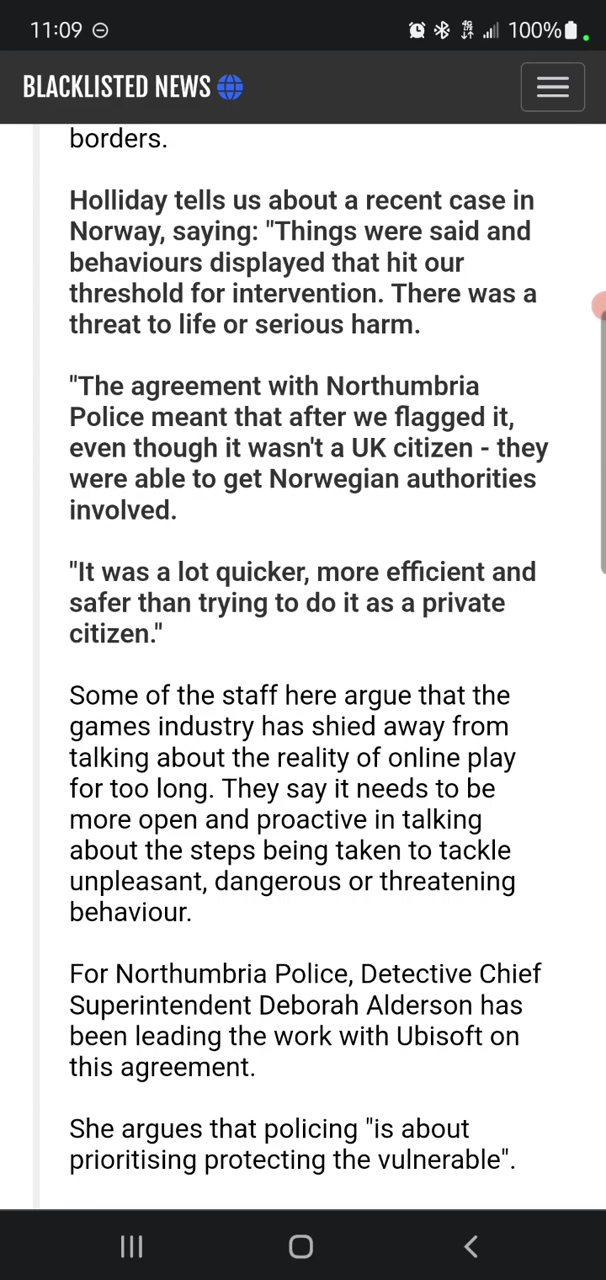 11:09 100%
BLACKLISTED NEWS
borders.
Holliday tells us about a recent case in
Norway, saying: "Things were said and
behaviours displayed that hit our
threshold for intervention. There was a
threat to life or serious harm.
"The agreement with Northumbria
Police meant that after we flagged it,
even though it wasn't a UK citizen - they
were able to get Norwegian authorities
involved.
"It was a lot quicker, more efficient and
safer than trying to do it as a private
citizen."
Some of the staff here argue that the
games industry has shied away from
talking about the reality of online play
for too long. They say it needs to be
more open and proactive in talking
about the steps being taken to tackle
unpleasant, dangerous or threatening
behaviour.
For Northumbria Police, Detective Chief
Superintendent Deborah Alderson has
been leading the work with Ubisoft on
this agreement.
She argues that policing "is about
prioritising protecting the vulnerable".